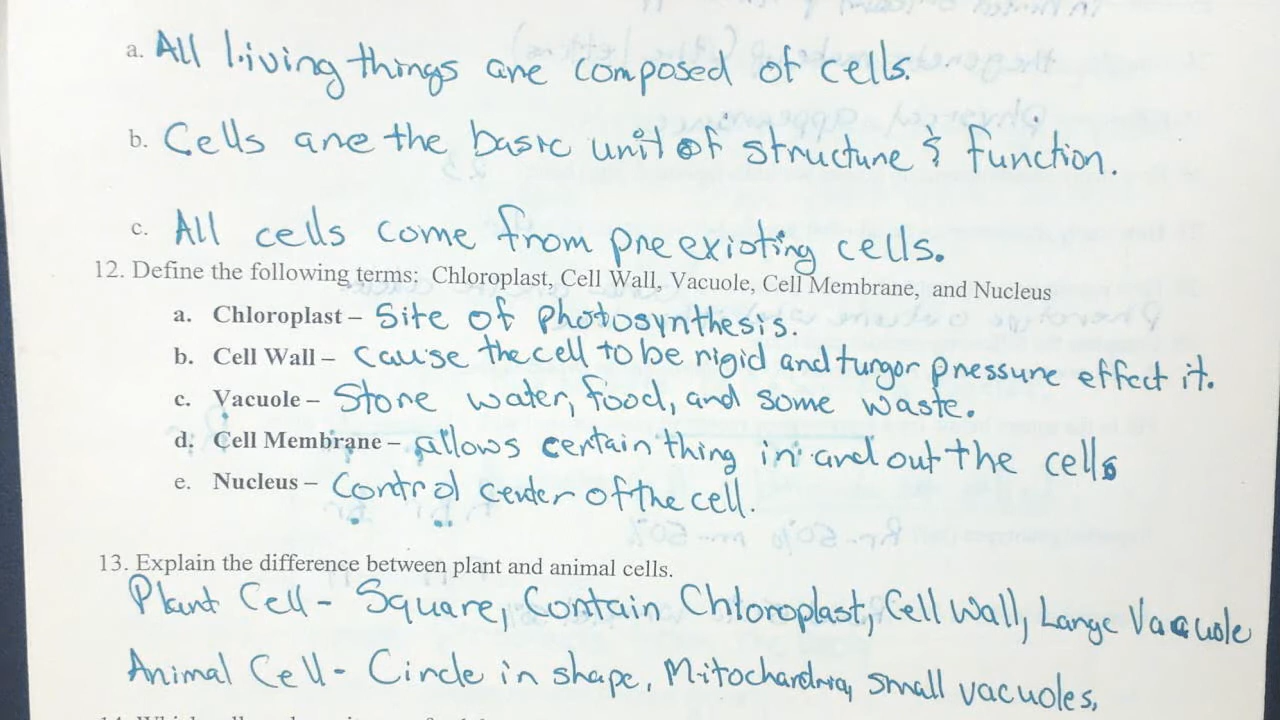 a. All living things are composed of cells.
b. Cells are the basic unit of structure & function.
c. All cells come from preexisting cells.
12. Define the following terms: Chloroplast, Cell Wall, Vacuole, Cell Membrane, and Nucleus
a. Chloroplast – Site of photosynthesis.
b. Cell Wall – cause the cell to be rigid and turgor pressure effect it.
c. Vacuole – Store water, food, and some waste.
d. Cell Membrane – allows certain thing in and out the cells
e. Nucleus – Control center of the cell.
13. Explain the difference between plant and animal cells.
Plant Cell - Square, Contain Chloroplast, Cell Wall, Large Vacuole
Animal Cell - Circle in shape, Mitochondria, small vacuoles,